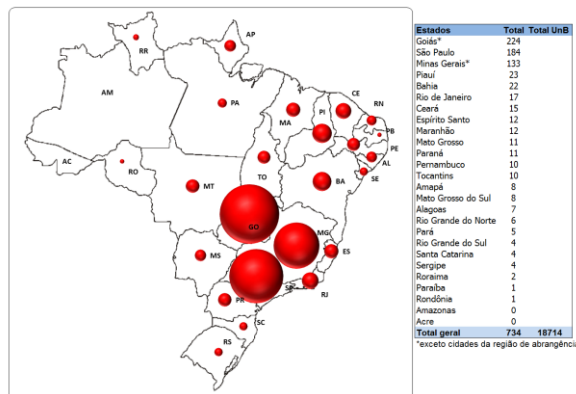 RR
AP
AM
PA
MA
CE
RN
PI
PB
PE
AL
SE
AC
RO
TO
MT
BA
GO
MG
ES
MS
SP
RJ
PR
SC
RS
Estados Total Total UnB
Goiás* 224
São Paulo 184
Minas Gerais* 133
Piauí 23
Bahia 22
Rio de Janeiro 17
Ceará 15
Espírito Santo 12
Maranhão 12
Mato Grosso 11
Paraná 11
Pernambuco 10
Tocantins 10
Amapá 8
Mato Grosso do Sul 8
Alagoas 7
Rio Grande do Norte 6
Pará 5
Rio Grande do Sul 4
Santa Catarina 4
Sergipe 4
Roraima 2
Paraíba 1
Rondônia 1
Amazonas 0
Acre 0
Total geral 734 18714
*exceto cidades da região de abrangência